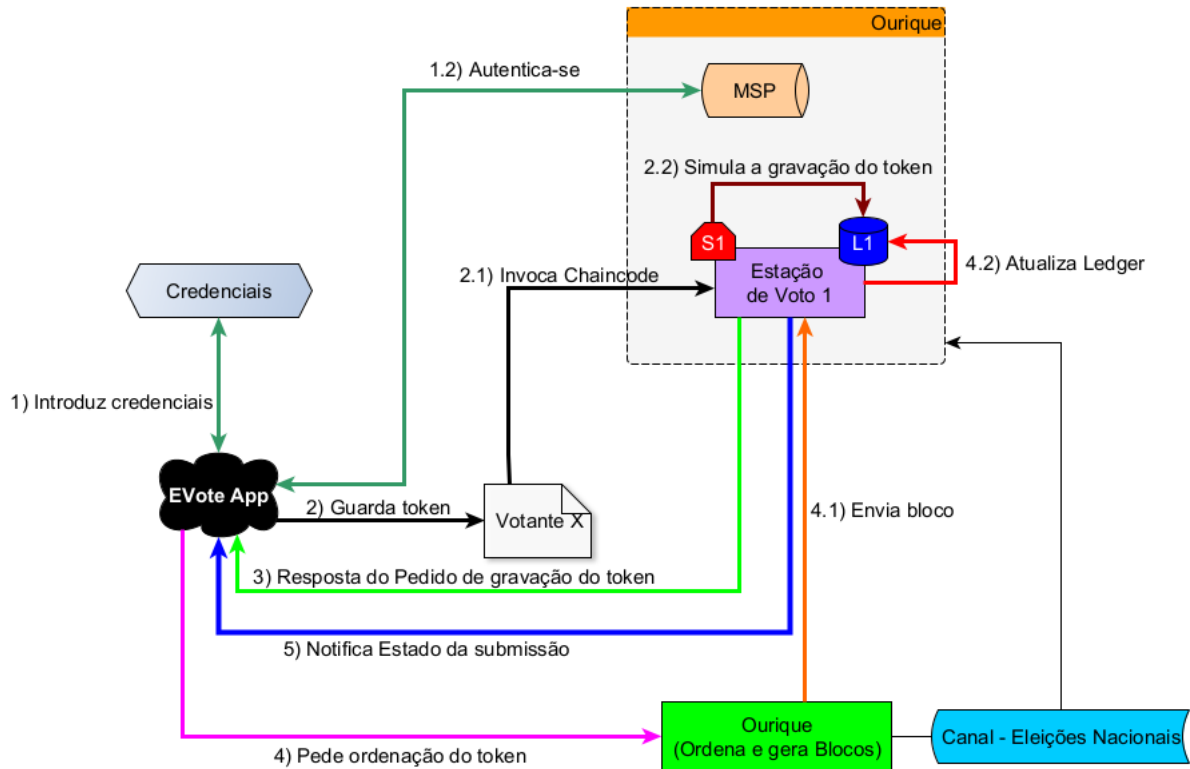 Ourique
1.2) Autentica-se
MSP
2.2) Simula a gravação do token
S1
L1
2.1) Invoca Chaincode
Estação
de Voto 1
4.2) Atualiza Ledger
Credenciais
1) Introduz credenciais
EVote App
2) Guarda token
Votante X
4.1) Envia bloco
3) Resposta do Pedido de gravação do token
5) Notifica Estado da submissão
Ourique
(Ordena e gera Blocos)
Canal - Eleições Nacionais
4) Pede ordenação do token